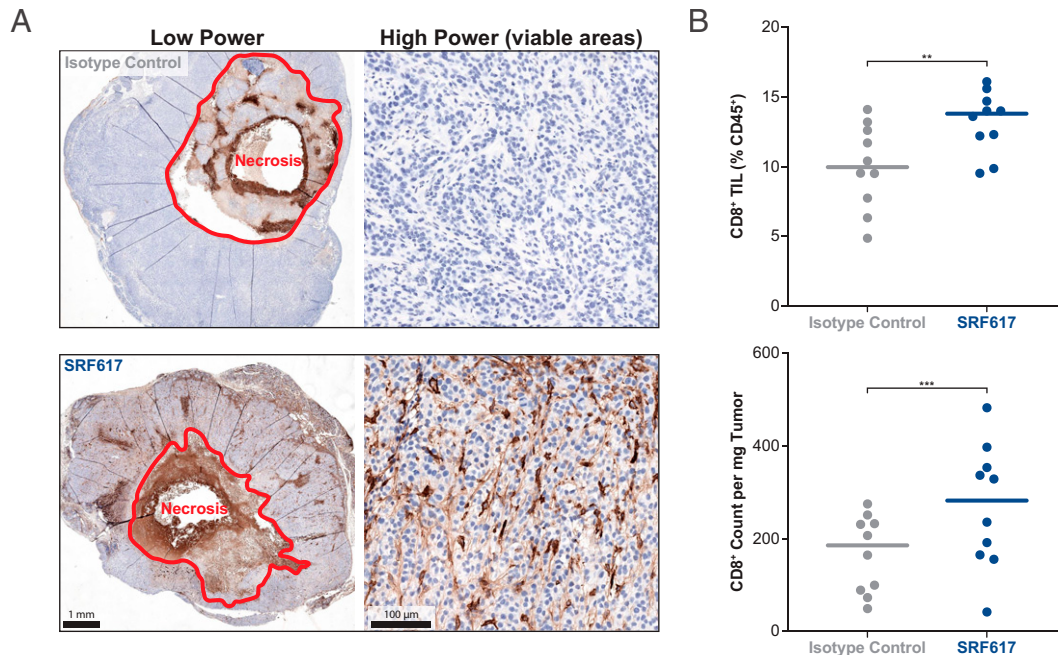 A
Low Power
High Power (viable areas)
Isotype Control
Necrosis
SRF617
Necrosis
1 mm
100 µm
B
20
15
10
5
0
CD8⁺ TIL (% CD45⁺)
**
Isotype Control
SRF617
600
400
200
0
CD8⁺ Count per mg Tumor
***
Isotype Control
SRF617